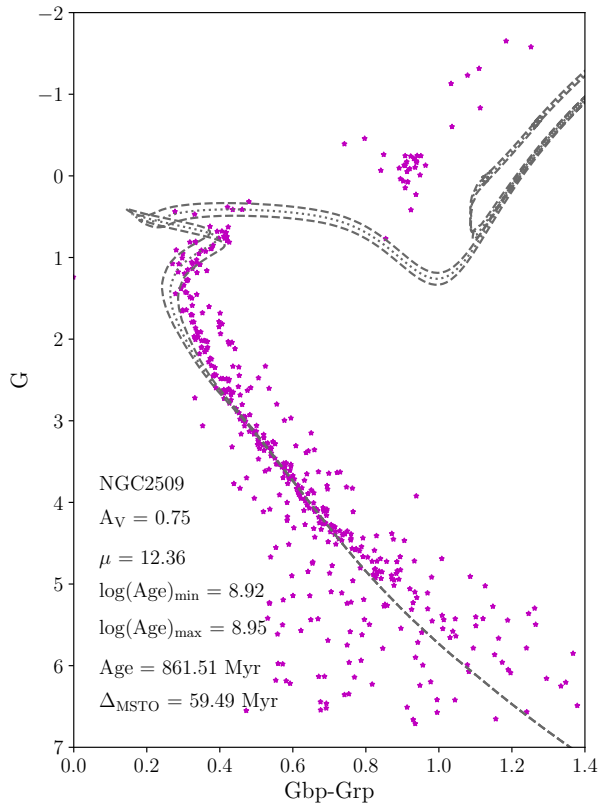 −2
−1
0
1
2
3
4
5
6
7
G
NGC2509
A_V = 0.75
μ = 12.36
log(Age)_min = 8.92
log(Age)_max = 8.95
Age = 861.51 Myr
Δ_MSTO = 59.49 Myr
0.0 0.2 0.4 0.6 0.8 1.0 1.2 1.4
Gbp-Grp